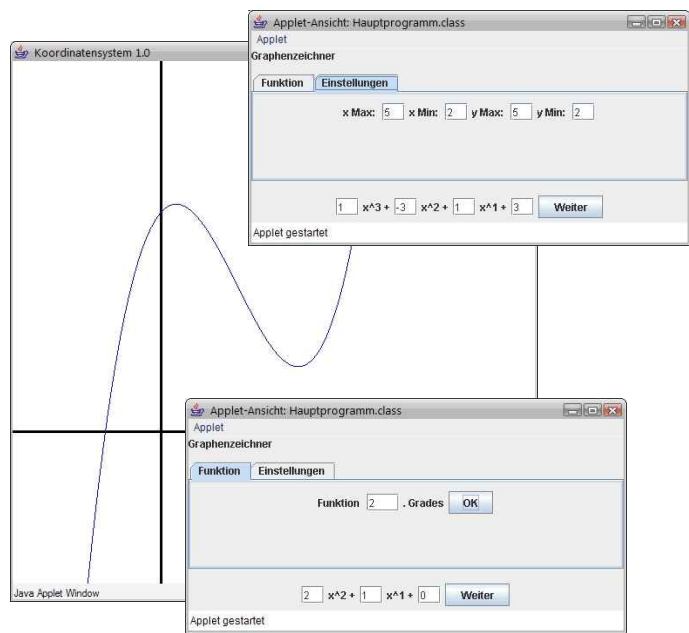 Koordinatensystem 1.0
Java Applet Window
Applet-Ansicht: Hauptprogramm.class
Applet
Graphenzeichner
Funktion Einstellungen
x Max: 5 x Min: 2 y Max: 5 y Min: 2
1 x^3 + -3 x^2 + 1 x^1 + 3 Weiter
Applet gestartet
Applet-Ansicht: Hauptprogramm.class
Applet
Graphenzeichner
Funktion Einstellungen
Funktion 2 . Grades OK
2 x^2 + 1 x^1 + 0 Weiter
Applet gestartet